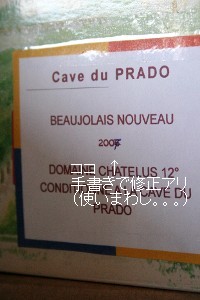 Cave du PRADO
BEAUJOLAIS NOUVEAU
DOMAINE CHATELUS 12°
ココ ↑
手書きで修正アリ
(使いまわし。。。)
CAVE DU
PRADO